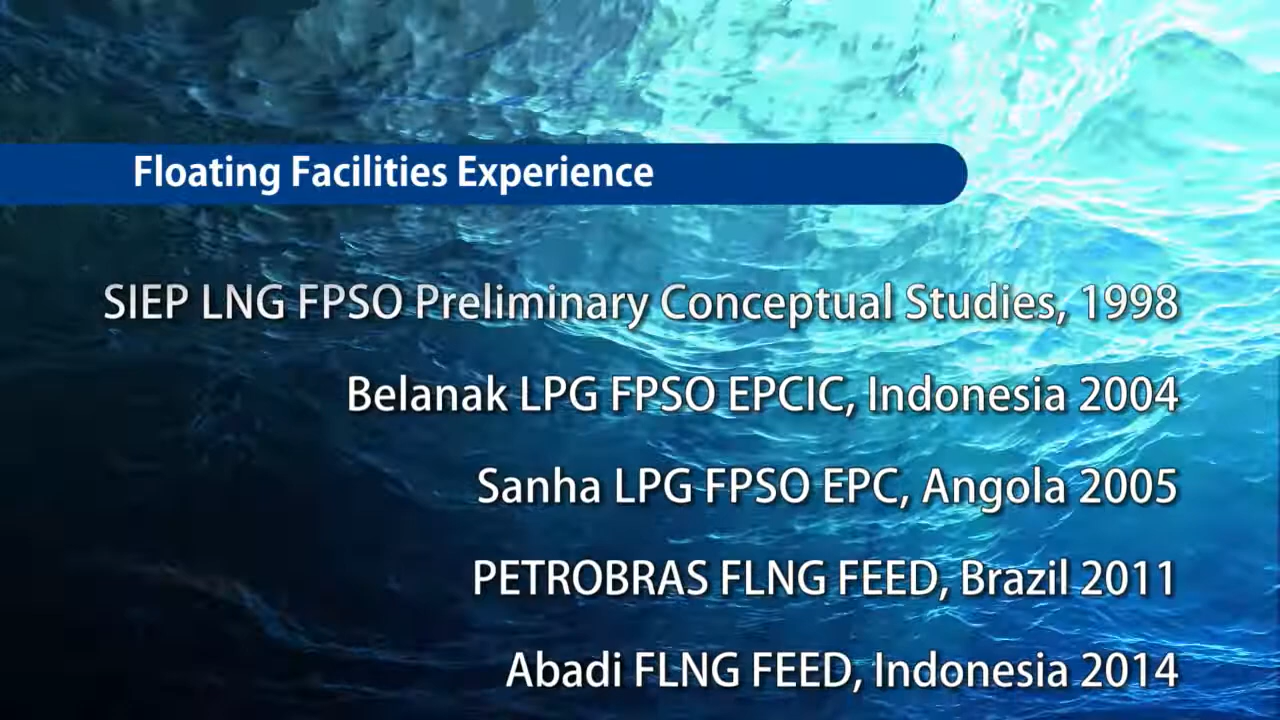 Floating Facilities Experience
SIEP LNG FPSO Preliminary Conceptual Studies, 1998
Belanak LPG FPSO EPCIC, Indonesia 2004
Sanha LPG FPSO EPC, Angola 2005
PETROBRAS FLNG FEED, Brazil 2011
Abadi FLNG FEED, Indonesia 2014